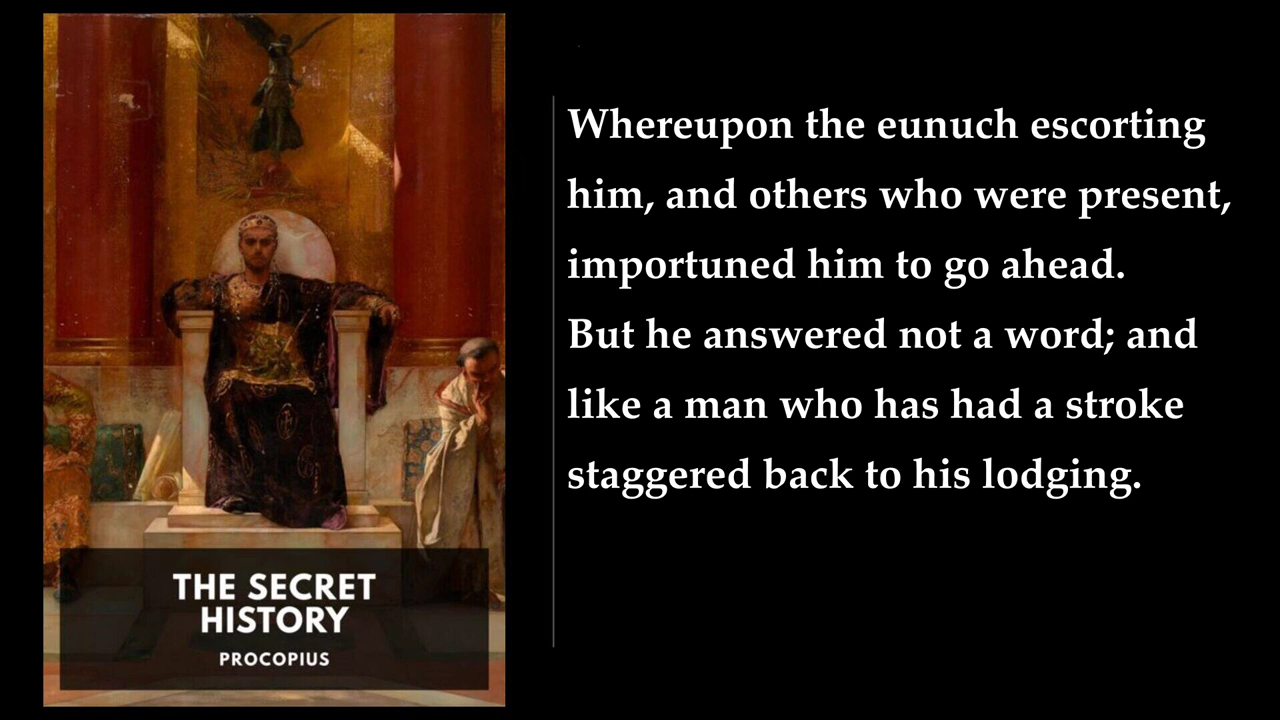 Whereupon the eunuch escorting
him, and others who were present,
importuned him to go ahead.
But he answered not a word; and
like a man who has had a stroke
staggered back to his lodging.
THE SECRET
HISTORY
PROCOPIUS